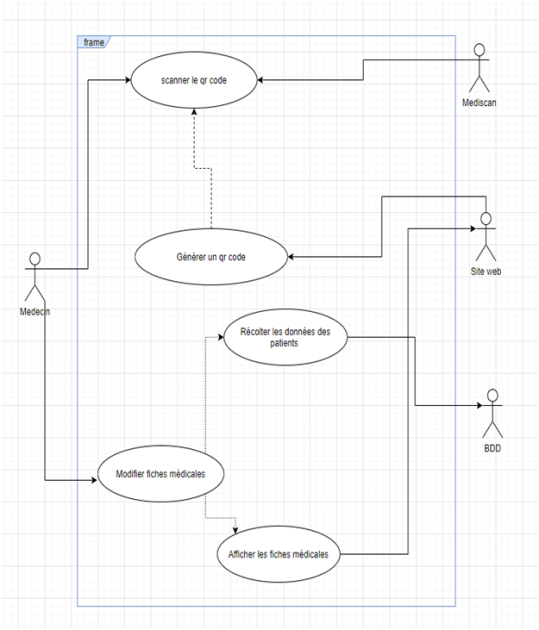 frame
scanner le qr code
Mediscan
Générer un qr code
Site web
Medecin
Récolter les données des
patients
BDD
Modifier fiches médicales
Afficher les fiches médicales